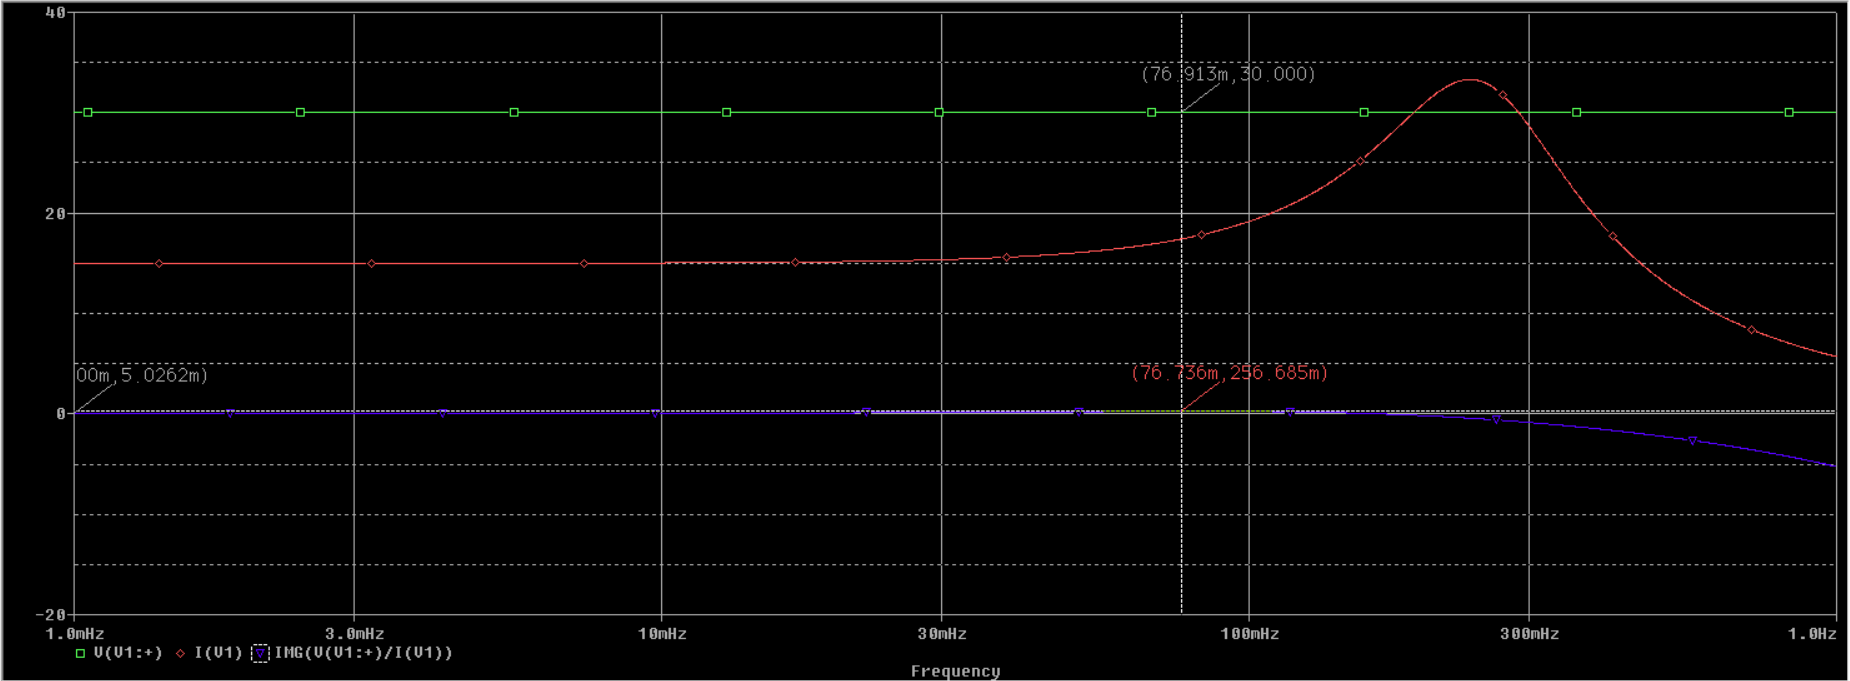 40
(76.913m,30.000)
20
00m,5.0262m)
(76.736m,256.685m)
0
-20
1.0mHz 3.0mHz 10mHz 30mHz 100mHz 300mHz 1.0Hz
V(V1:+) I(V1) IMG(V(V1:+)/I(V1))
Frequency